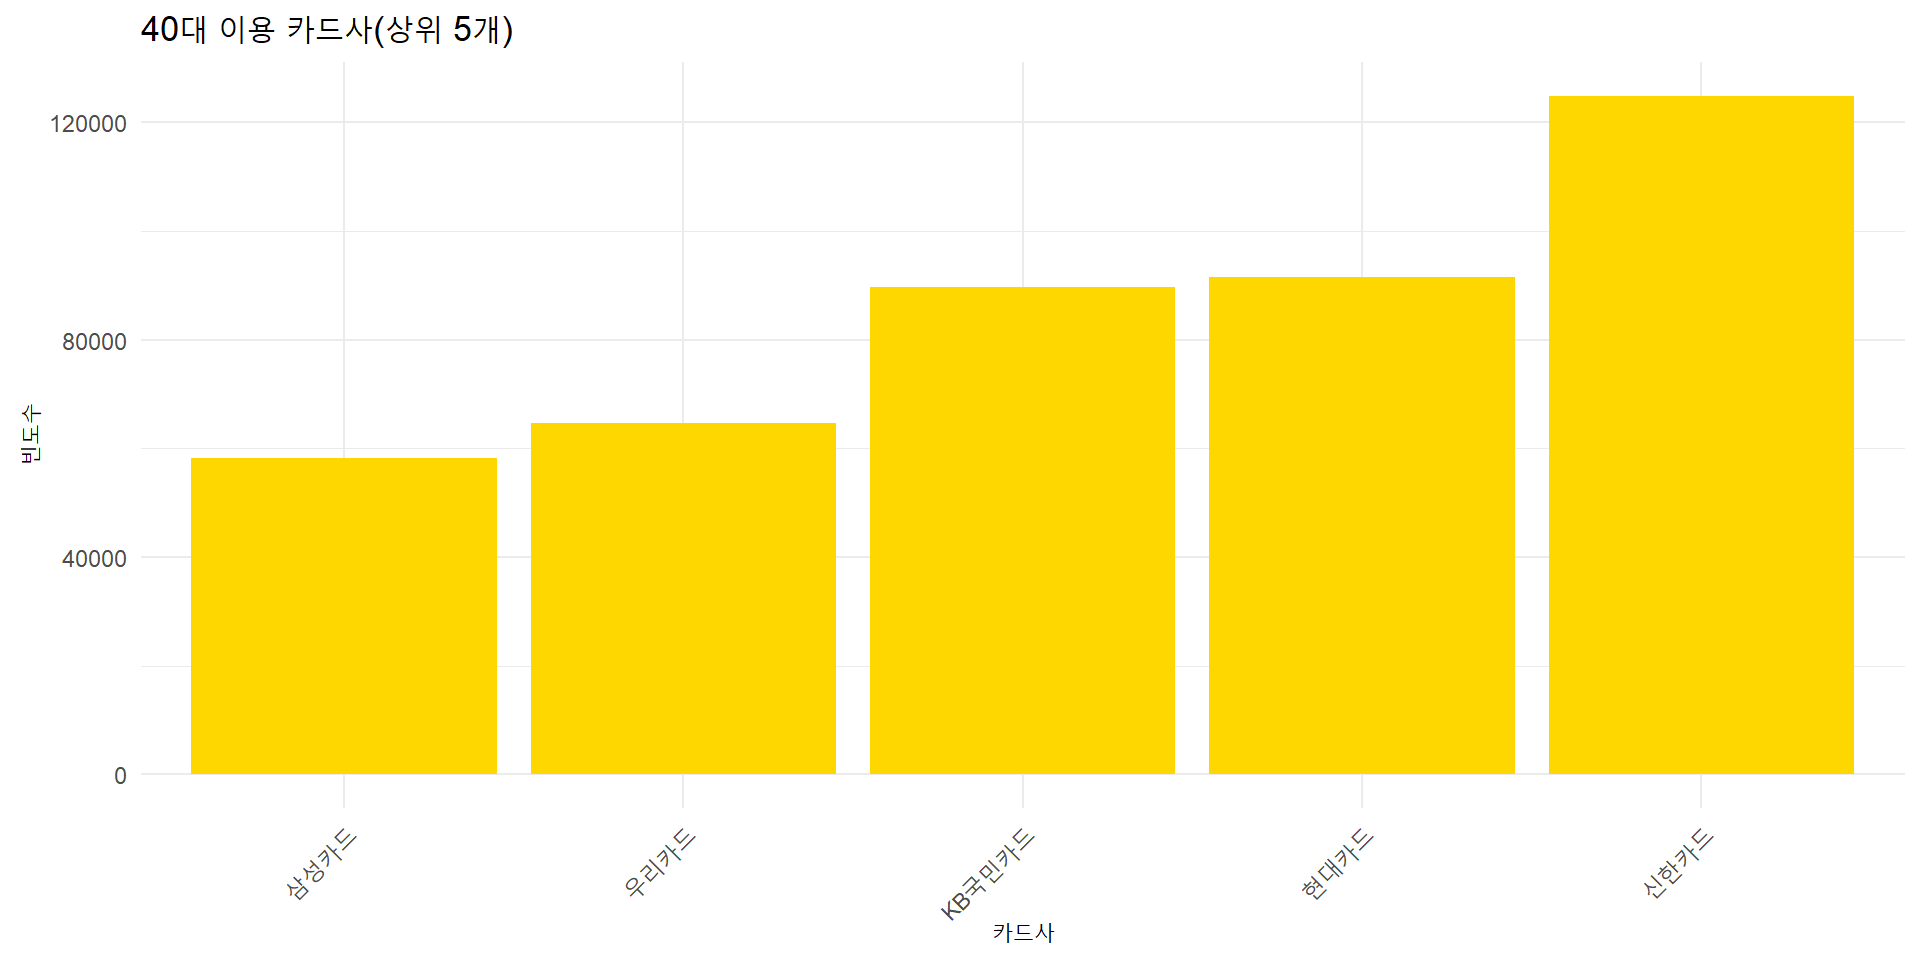 40대 이용 카드사(상위 5개)
120000
80000
40000
0
빈도수
삼성카드
우리카드
KB국민카드
현대카드
신한카드
카드사